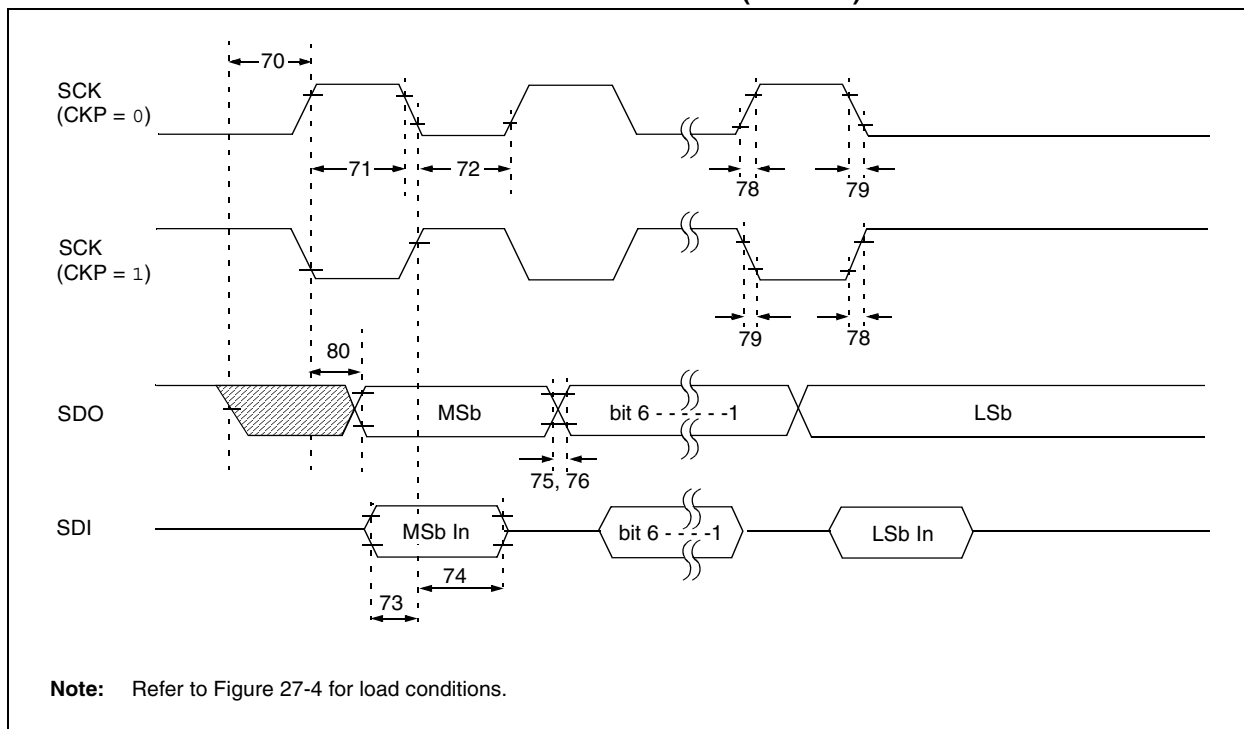 70
SCK
(CKP = 0)
71
72
78
79
SCK
(CKP = 1)
79
78
80
SDO
MSb
bit 6 - - - - - -1
LSb
75, 76
SDI
MSb In
bit 6 - - - -1
LSb In
74
73
Note: Refer to Figure 27-4 for load conditions.